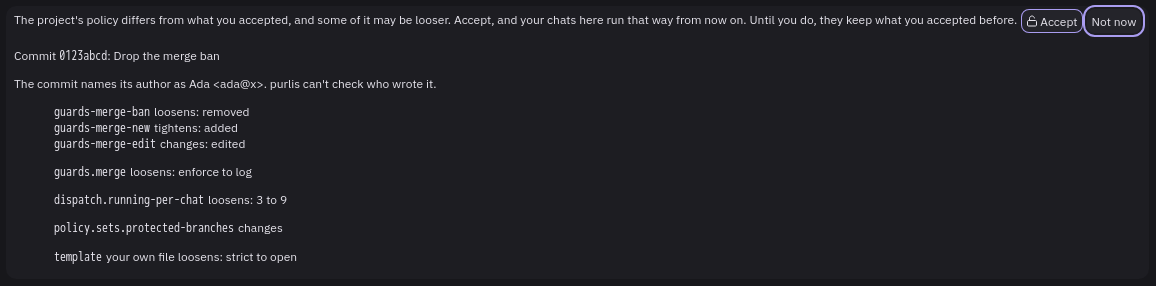 The project's policy differs from what you accepted, and some of it may be looser. Accept, and your chats here run that way from now on. Until you do, they keep what you accepted before. Accept Not now
Commit 0123abcd: Drop the merge ban
The commit names its author as Ada <ada@x>. purlis can't check who wrote it.
guards-merge-ban loosens: removed
guards-merge-new tightens: added
guards-merge-edit changes: edited
guards.merge loosens: enforce to log
dispatch.running-per-chat loosens: 3 to 9
policy.sets.protected-branches changes
template your own file loosens: strict to open